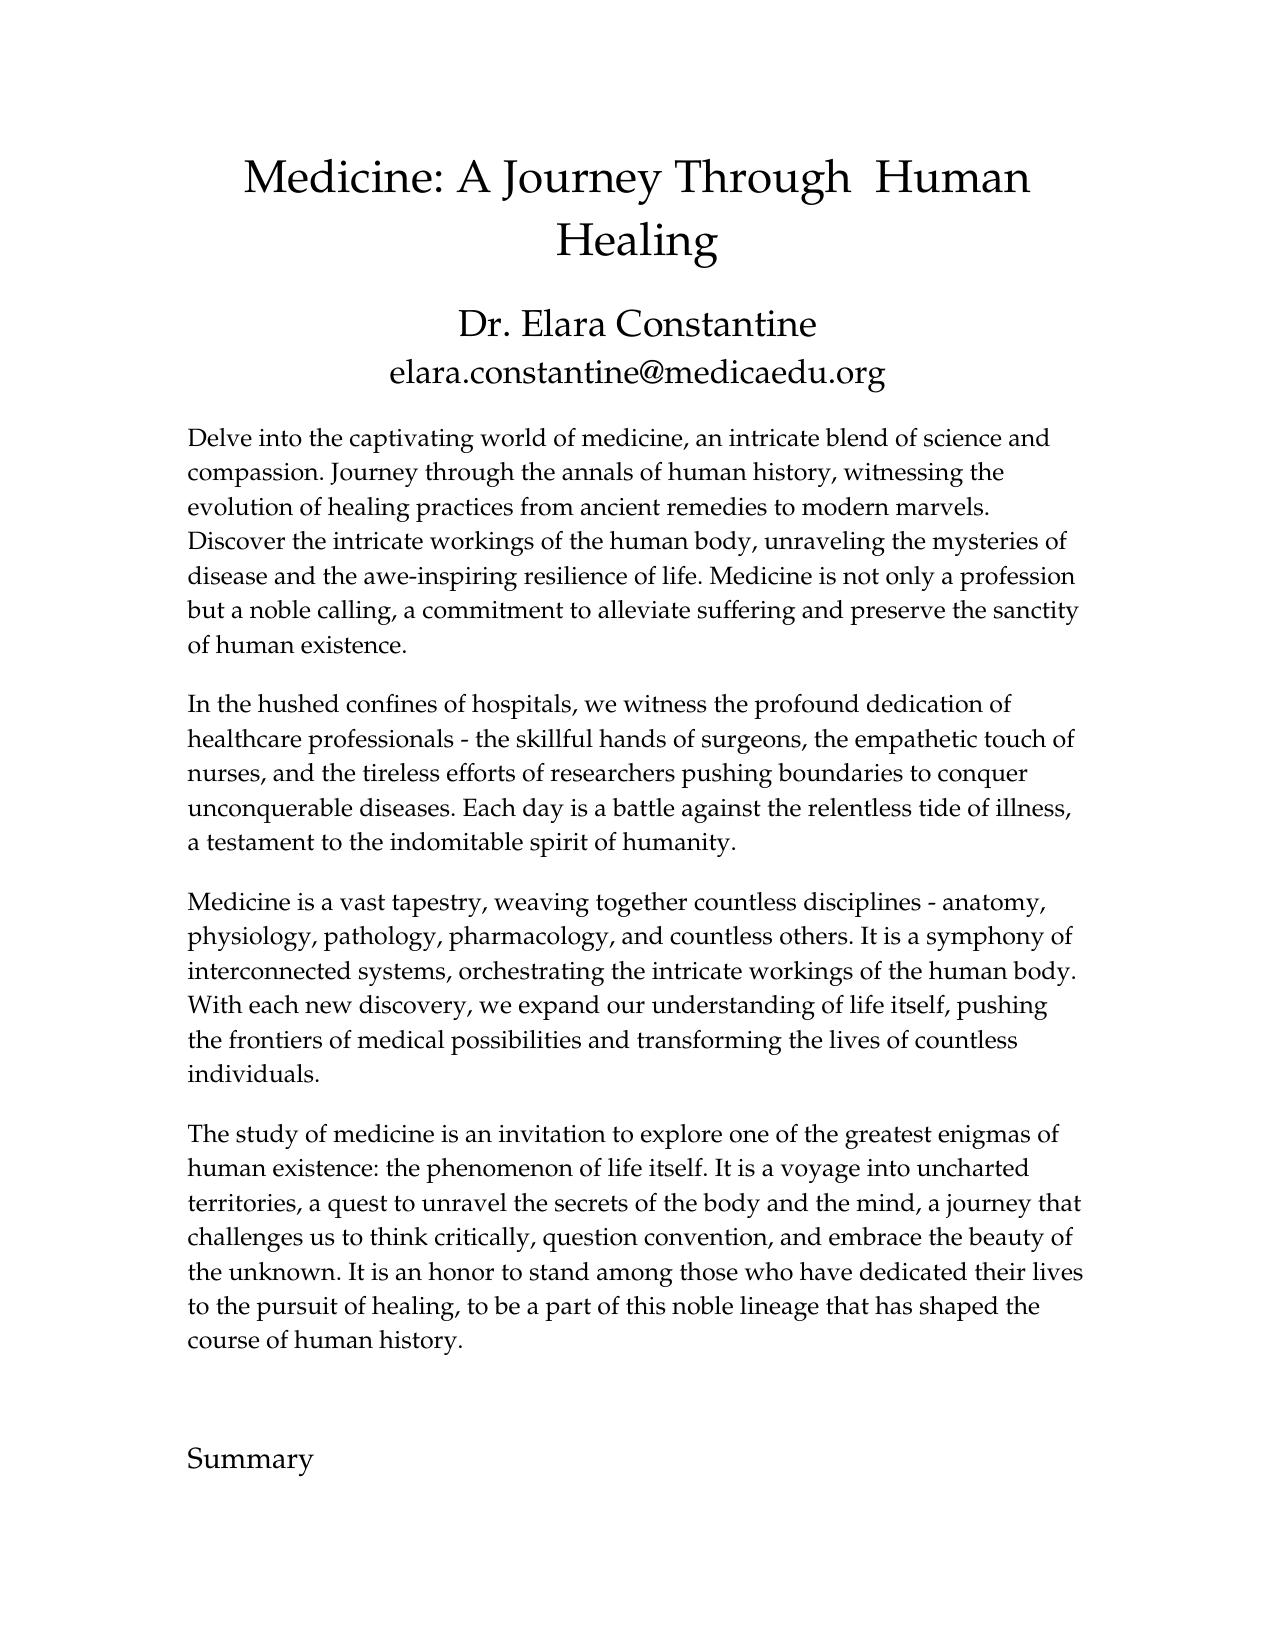 Medicine: A Journey Through  Human
Healing
Dr. Elara Constantine
elara.constantine@medicaedu.org
Delve into the captivating world of medicine, an intricate blend of science and
compassion. Journey through the annals of human history, witnessing the
evolution of healing practices from ancient remedies to modern marvels.
Discover the intricate workings of the human body, unraveling the mysteries of
disease and the awe-inspiring resilience of life. Medicine is not only a profession
but a noble calling, a commitment to alleviate suffering and preserve the sanctity
of human existence.
In the hushed confines of hospitals, we witness the profound dedication of
healthcare professionals - the skillful hands of surgeons, the empathetic touch of
nurses, and the tireless efforts of researchers pushing boundaries to conquer
unconquerable diseases. Each day is a battle against the relentless tide of illness,
a testament to the indomitable spirit of humanity.
Medicine is a vast tapestry, weaving together countless disciplines - anatomy,
physiology, pathology, pharmacology, and countless others. It is a symphony of
interconnected systems, orchestrating the intricate workings of the human body.
With each new discovery, we expand our understanding of life itself, pushing
the frontiers of medical possibilities and transforming the lives of countless
individuals.
The study of medicine is an invitation to explore one of the greatest enigmas of
human existence: the phenomenon of life itself. It is a voyage into uncharted
territories, a quest to unravel the secrets of the body and the mind, a journey that
challenges us to think critically, question convention, and embrace the beauty of
the unknown. It is an honor to stand among those who have dedicated their lives
to the pursuit of healing, to be a part of this noble lineage that has shaped the
course of human history.
Summary